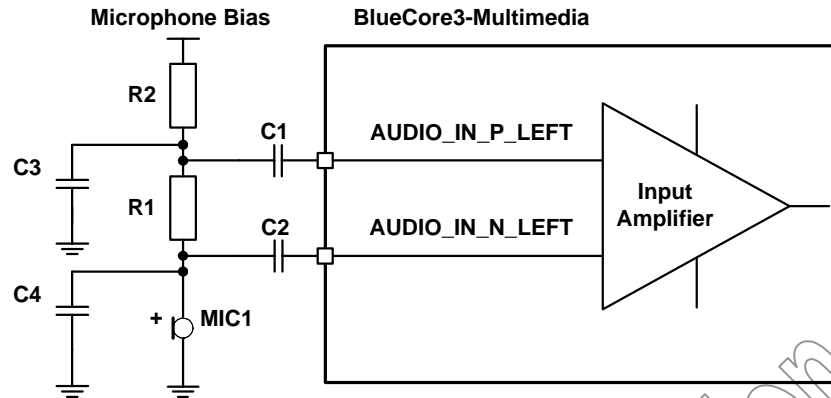 Microphone Bias
BlueCore3-Multimedia
R2
C1
AUDIO_IN_P_LEFT
C3
R1
Input
Amplifier
C2
AUDIO_IN_N_LEFT
C4
+
MIC1